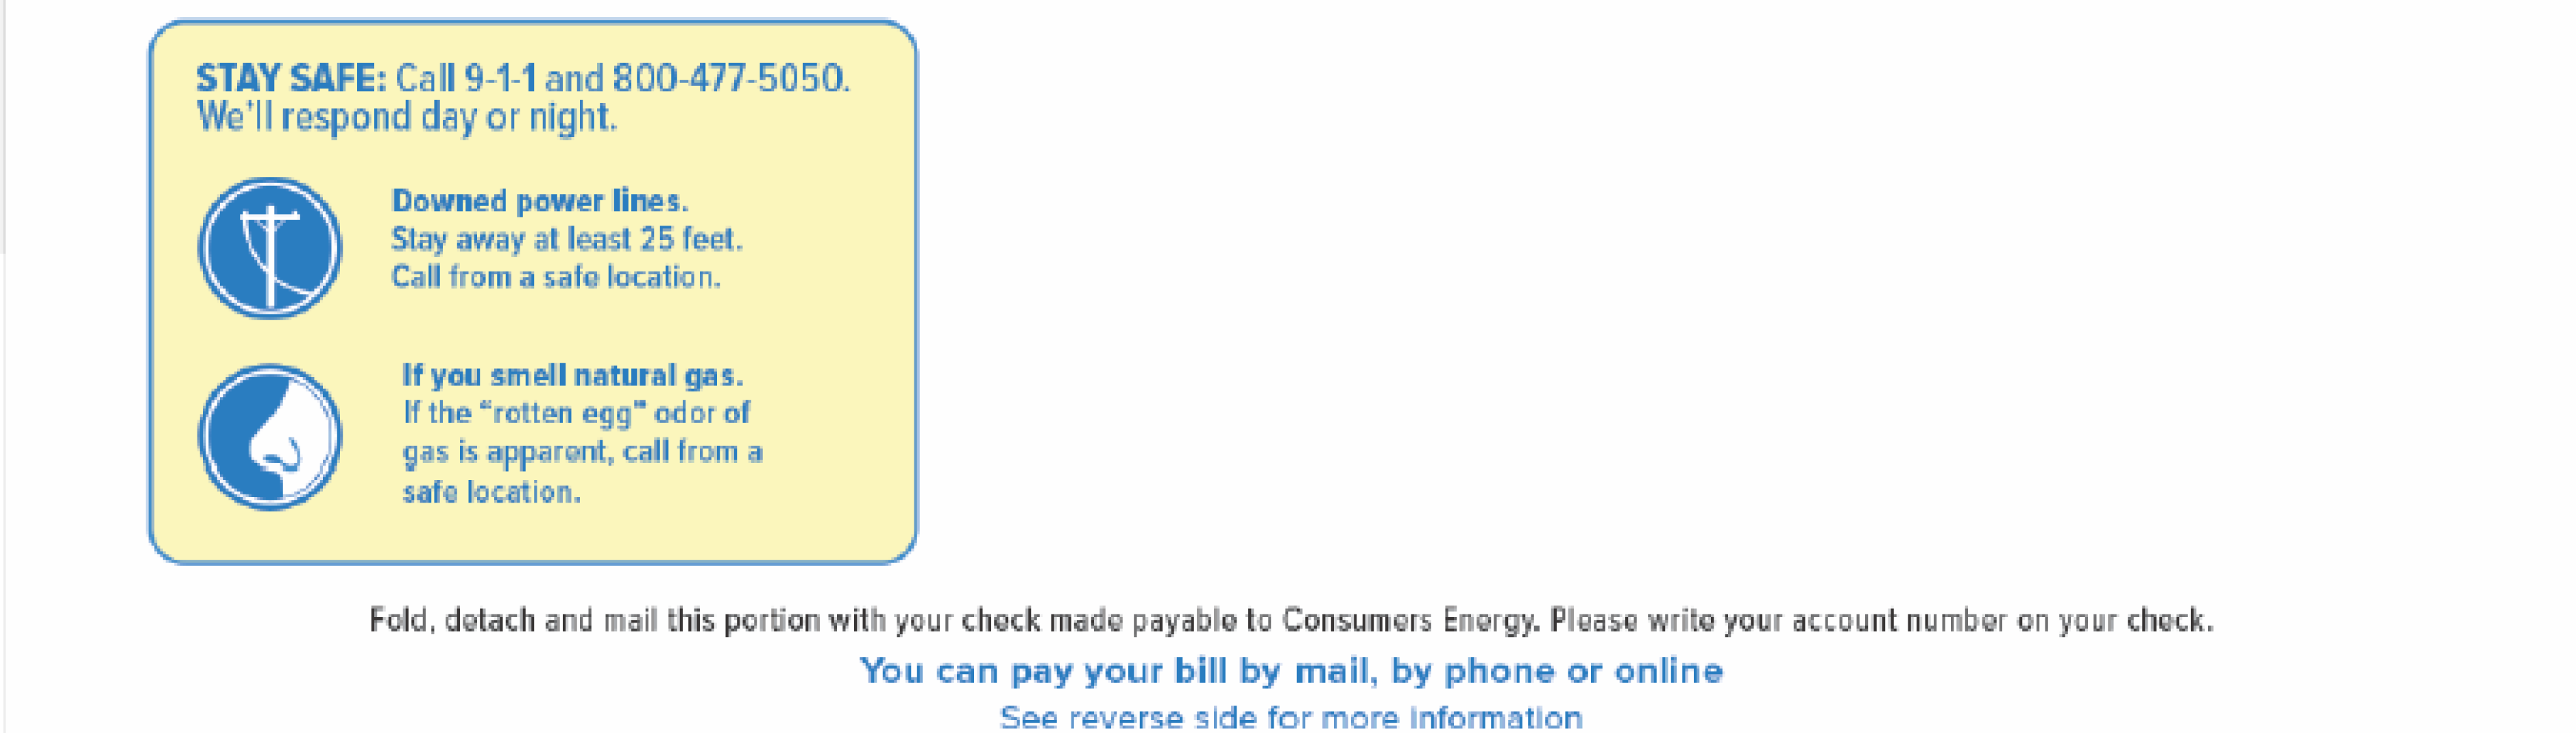 STAY SAFE: Call 9-1-1 and 800-477-5050.
We'll respond day or night.
Downed power lines.
Stay away at least 25 feet.
Call from a safe location.
If you smell natural gas.
If the "rotten egg" odor of
gas is apparent, call from a
safe location.
Fold, detach and mail this portion with your check made payable to Consumers Energy. Please write your account number on your check.
You can pay your bill by mail, by phone or online
See reverse side for more information